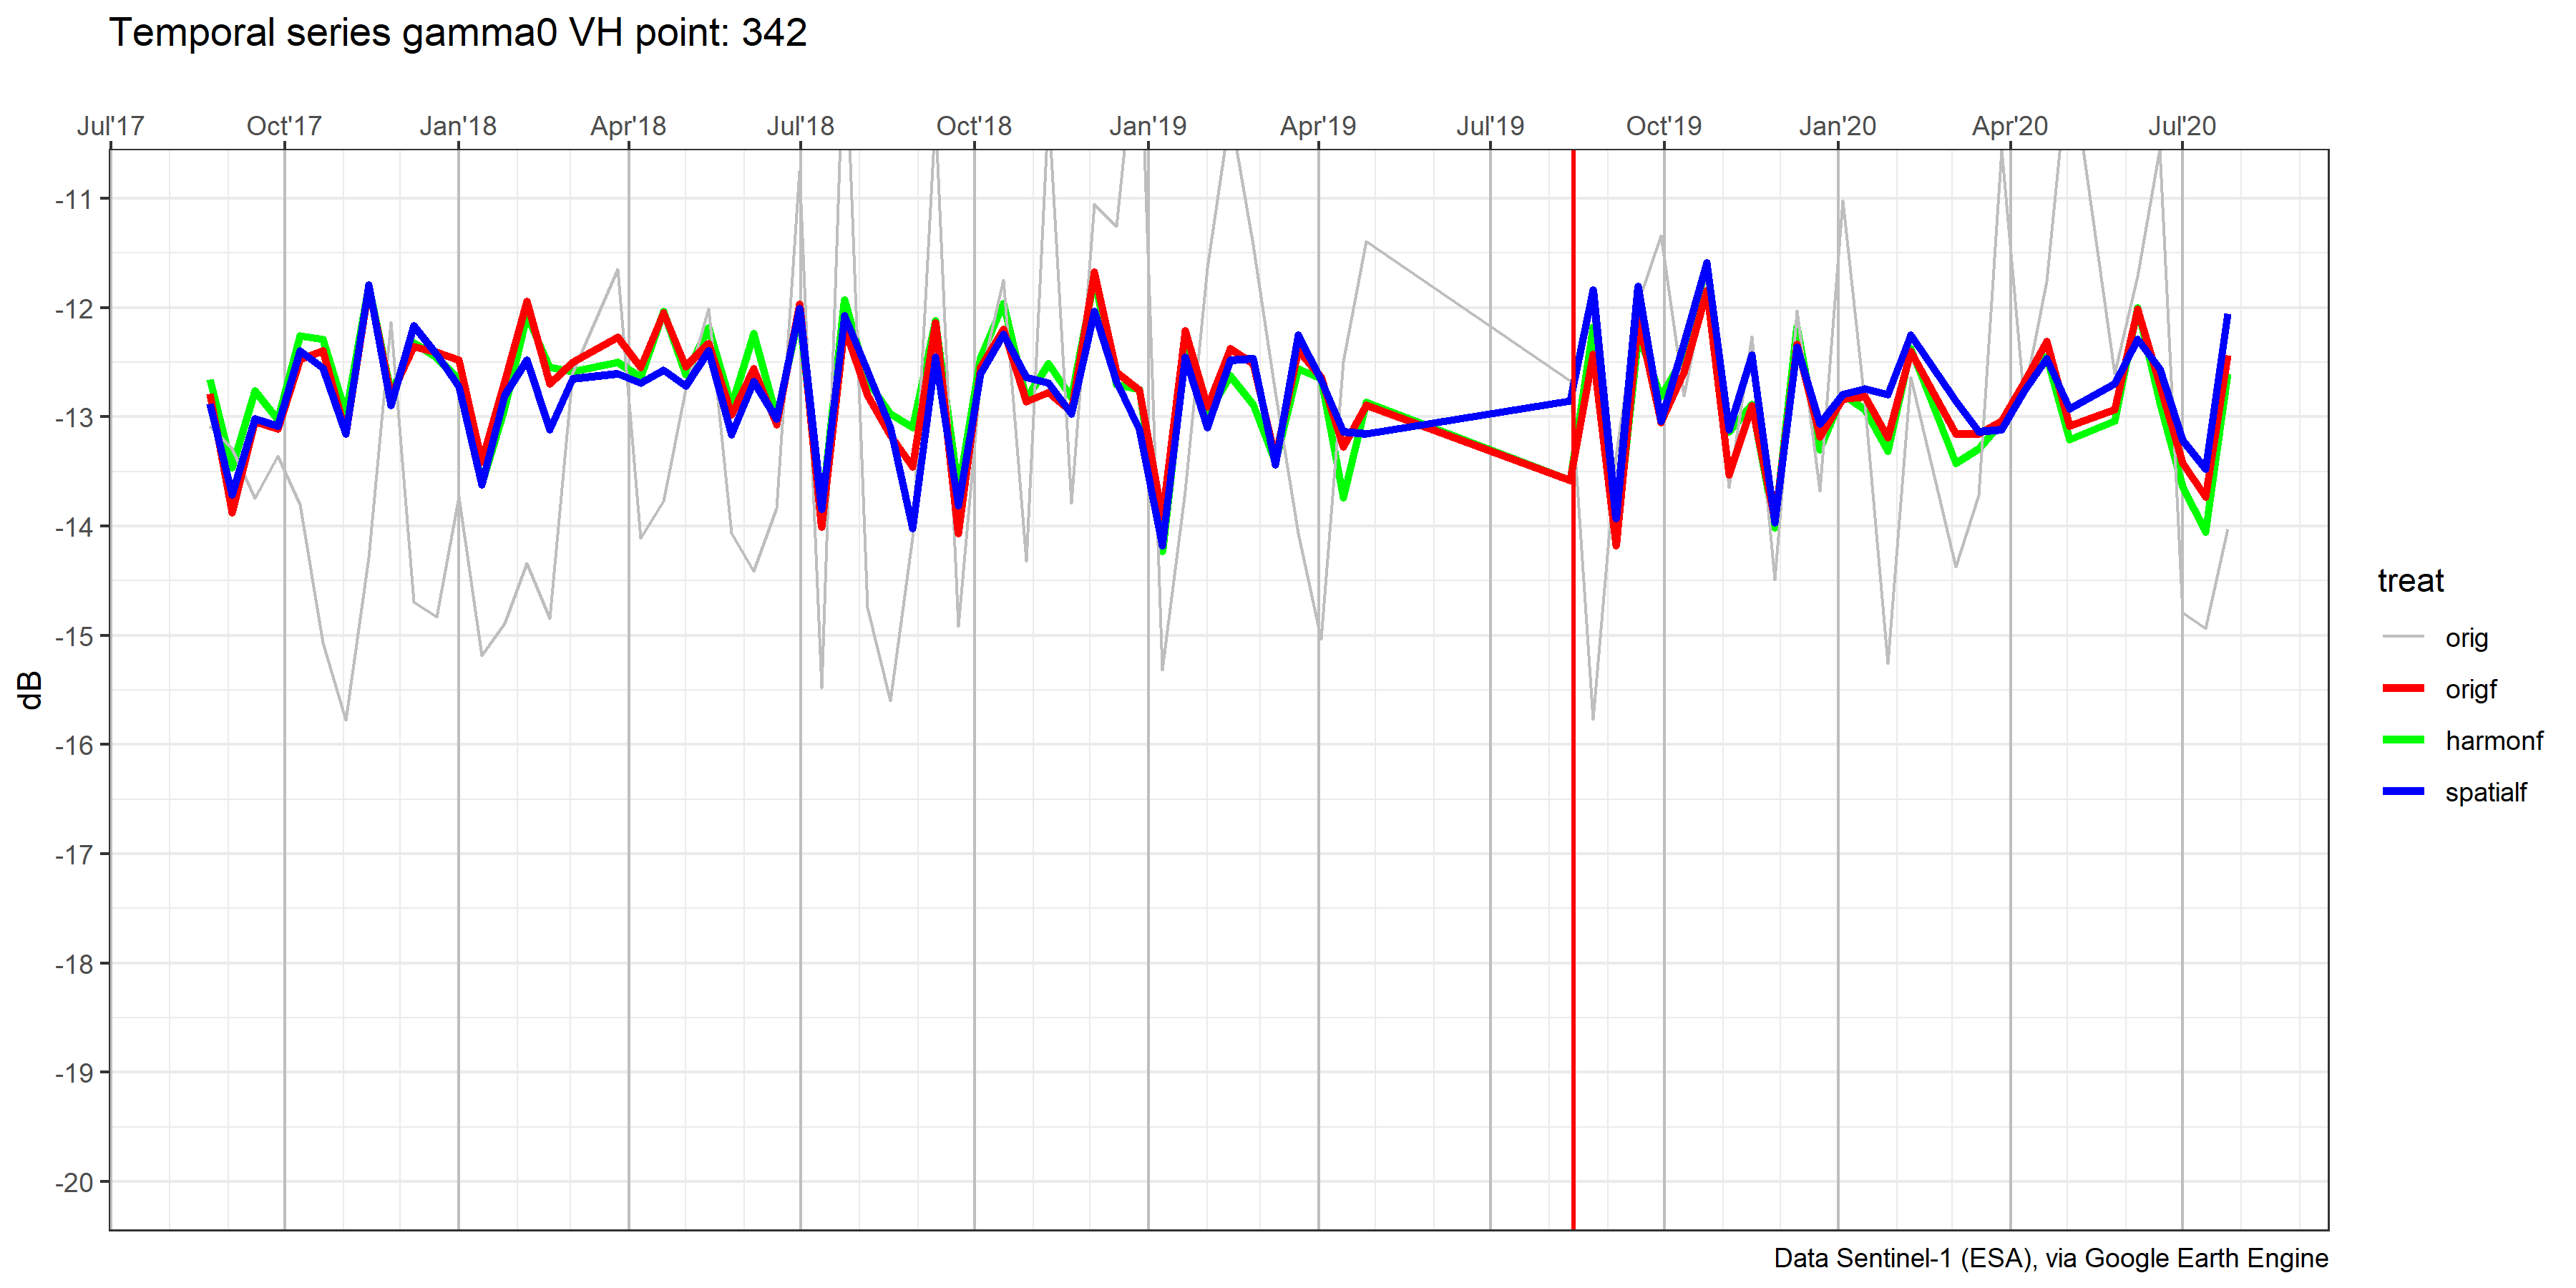 Temporal series gamma0 VH point: 342
Jul'17 Oct'17 Jan'18 Apr'18 Jul'18 Oct'18 Jan'19 Apr'19 Jul'19 Oct'19 Jan'20 Apr'20 Jul'20
-11
-12
-13
-14
-15
-16
-17
-18
-19
-20
dB
treat
orig
origf
harmonf
spatialf
Data Sentinel-1 (ESA), via Google Earth Engine